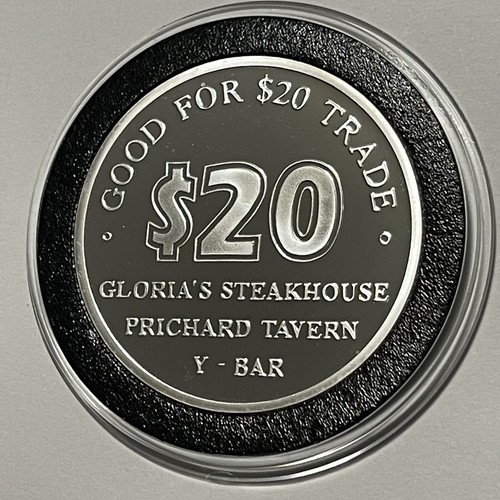 GOOD FOR $20 TRADE
$20
GLORIA'S STEAKHOUSE
PRICHARD TAVERN
Y - BAR